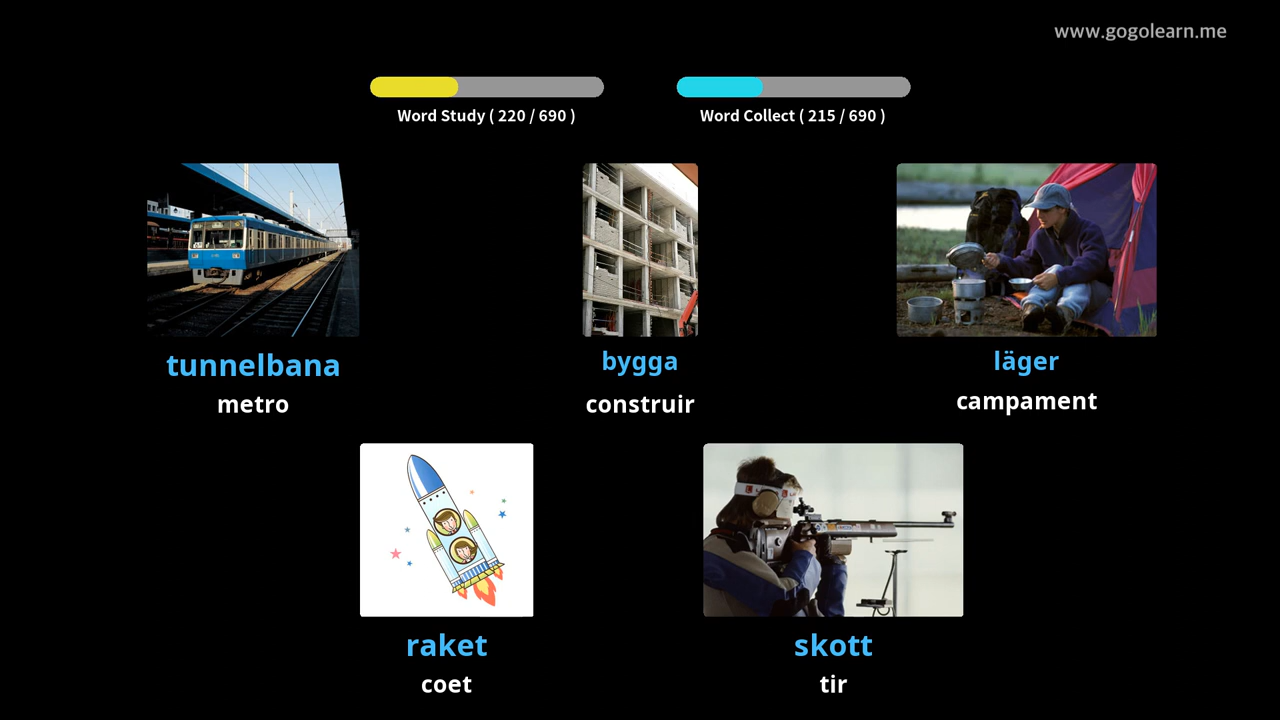 www.gogolearn.me
Word Study ( 220 / 690 )
Word Collect ( 215 / 690 )
tunnelbana
metro
bygga
construir
läger
campament
raket
coet
skott
tir